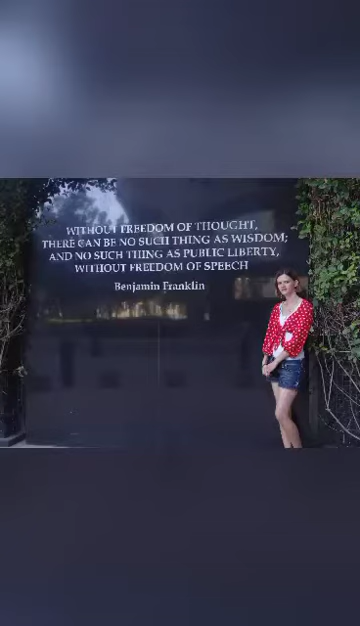 WITHOUT FREEDOM OF THOUGHT,
THERE CAN BE NO SUCH THING AS WISDOM;
AND NO SUCH THING AS PUBLIC LIBERTY,
WITHOUT FREEDOM OF SPEECH
Benjamin Franklin